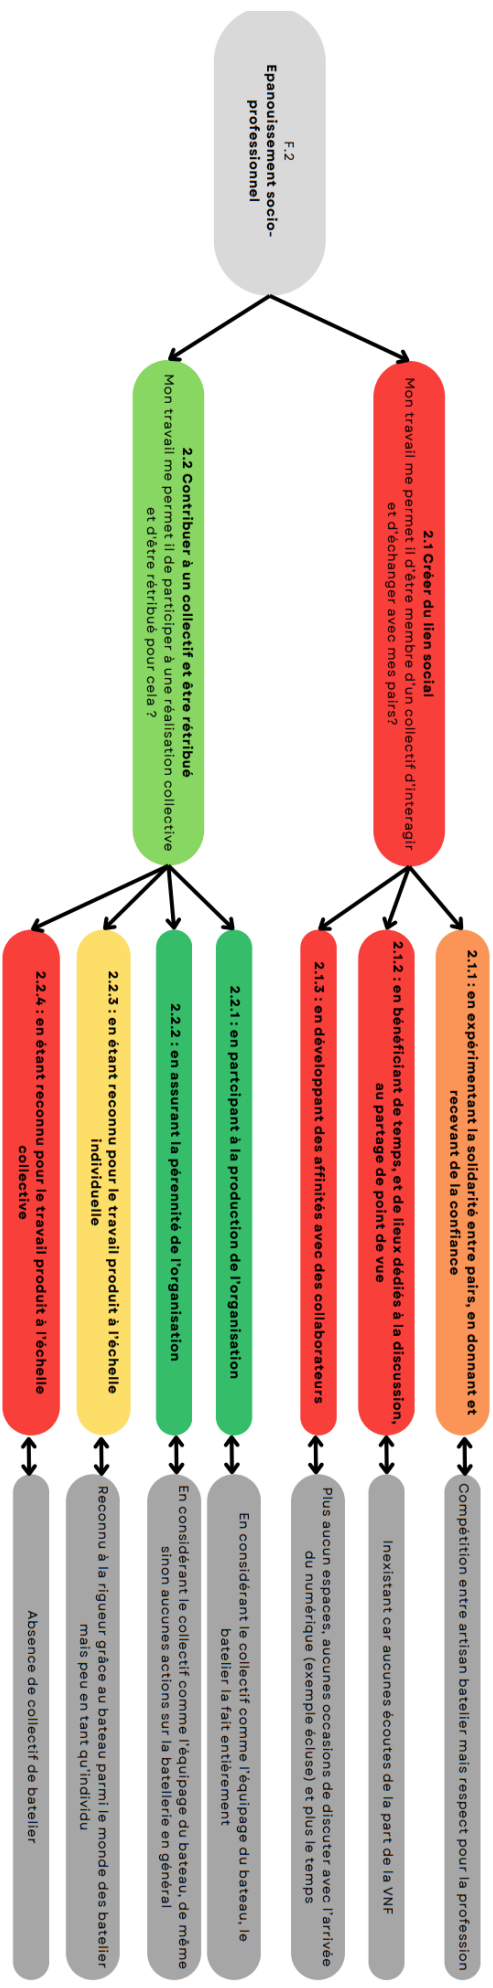 F.2
Epanouissement socio-
professionnel
2.1 Créer du lien social
Mon travail me permet il d'être membre d'un collectif d'interagir
et d'échanger avec mes pairs?
2.1.1 : en expérimentant la solidarité entre pairs, en donnant et
recevant de la confiance
Compétition entre artisan batelier mais respect pour la profession
2.1.2 : en bénéficiant de temps, et de lieux dédiés à la discussion,
au partage de point de vue
Inexistant car aucunes écoutes de la part de la VNF
2.1.3 : en développant des affinités avec des collaborateurs
Plus aucun espaces, aucunes occasions de discuter avec l'arrivée
du numérique (exemple écluse) et plus le temps
2.2 Contribuer à un collectif et être rétribué
Mon travail me permet il de participer à une réalisation collective
et d'être rétribué pour cela ?
2.2.1 : en partcipant à la production de l'organisation
En considérant le collectif comme l'équipage du bateau, le
batelier la fait entièrement
2.2.2 : en assurant la pérennité de l'organisation
En considérant le collectif comme l'équipage du bateau, de même
sinon aucunes actions sur la batellerie en général
2.2.3 : en étant reconnu pour le travail produit à l'échelle
individuelle
Reconnu à la rigueur grâce au bateau parmi le monde des batelier
mais peu en tant qu'individu
2.2.4 : en étant reconnu pour le travail produit à l'échelle
collective
Absence de collectif de batelier